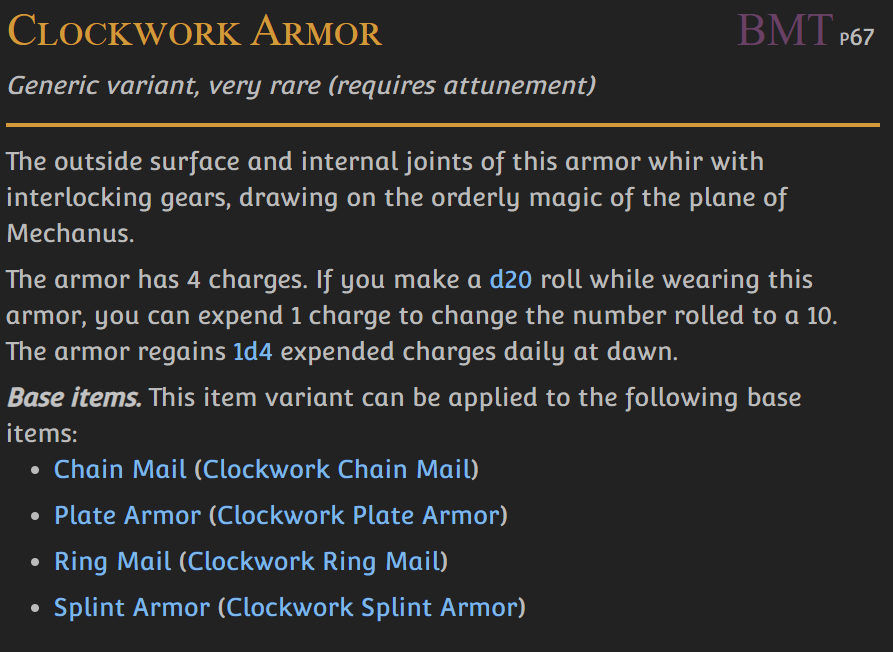 Clockwork Armor BMT p67
Generic variant, very rare (requires attunement)
The outside surface and internal joints of this armor whir with
interlocking gears, drawing on the orderly magic of the plane of
Mechanus.
The armor has 4 charges. If you make a d20 roll while wearing this
armor, you can expend 1 charge to change the number rolled to a 10.
The armor regains 1d4 expended charges daily at dawn.
Base items. This item variant can be applied to the following base
items:
• Chain Mail (Clockwork Chain Mail)
• Plate Armor (Clockwork Plate Armor)
• Ring Mail (Clockwork Ring Mail)
• Splint Armor (Clockwork Splint Armor)